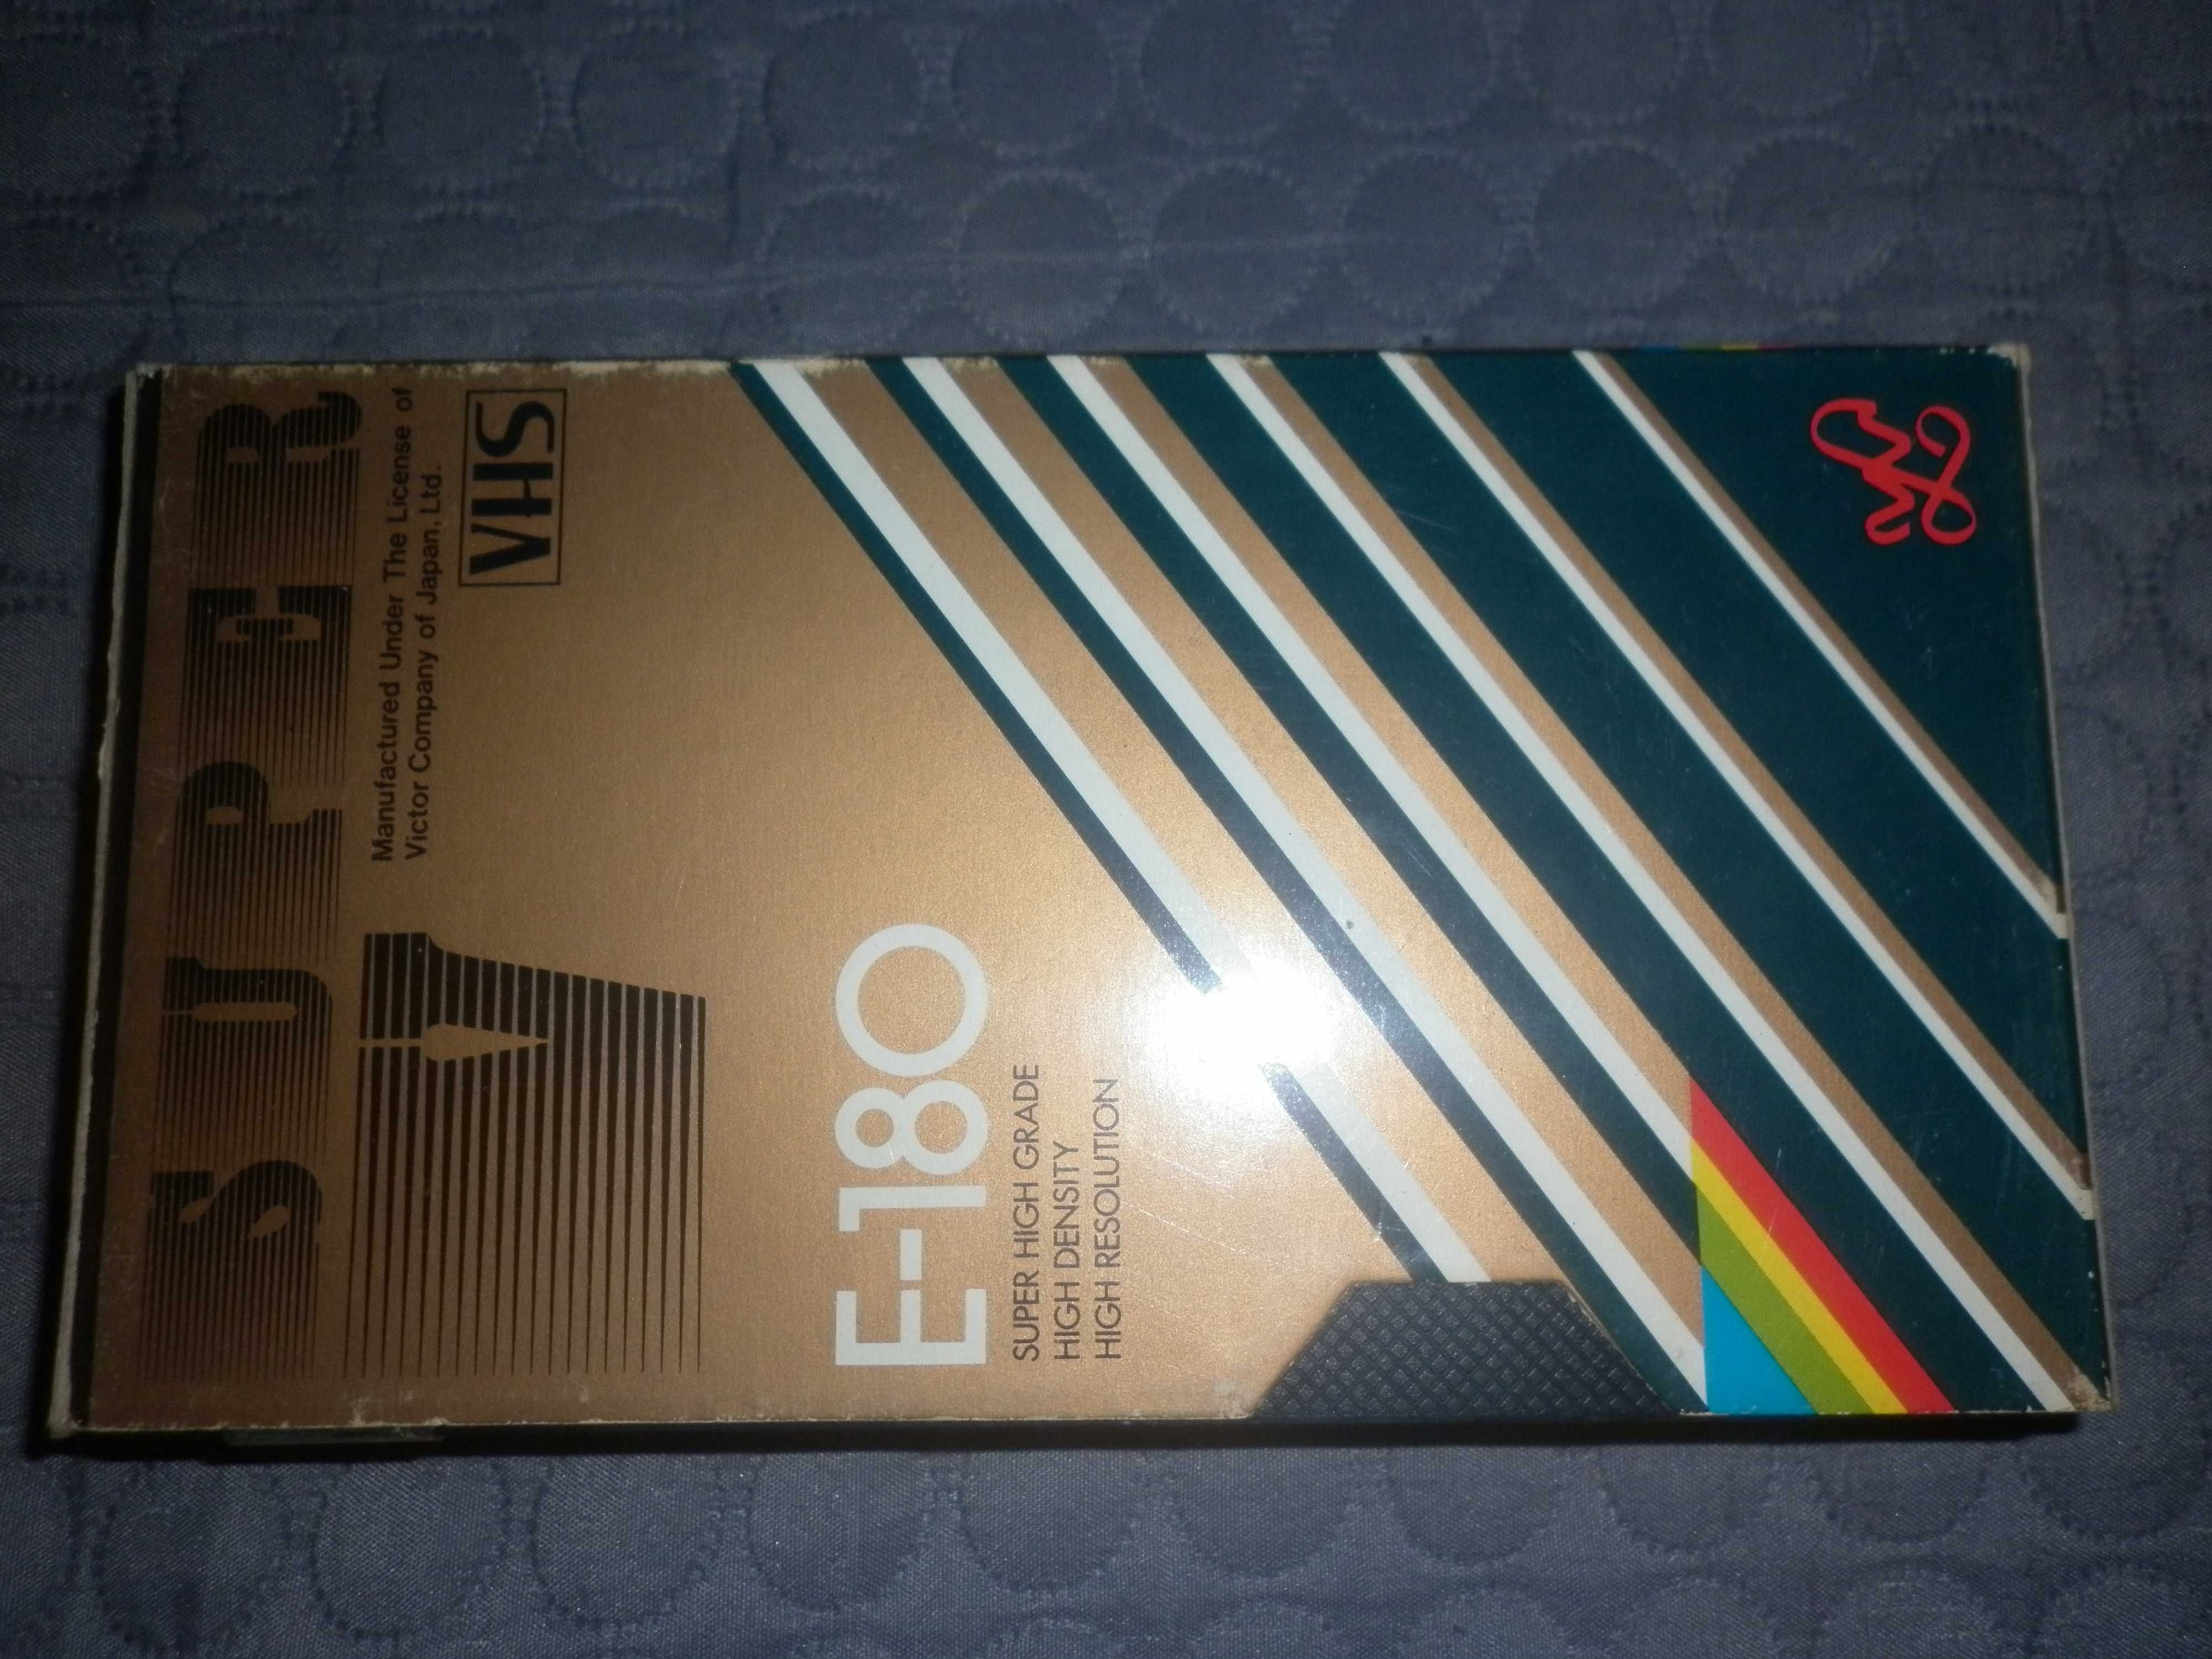 SUPER
V
Manufactured Under The License of
Victor Company of Japan, Ltd.
VHS
E-180
SUPER HIGH GRADE
HIGH DENSITY
HIGH RESOLUTION